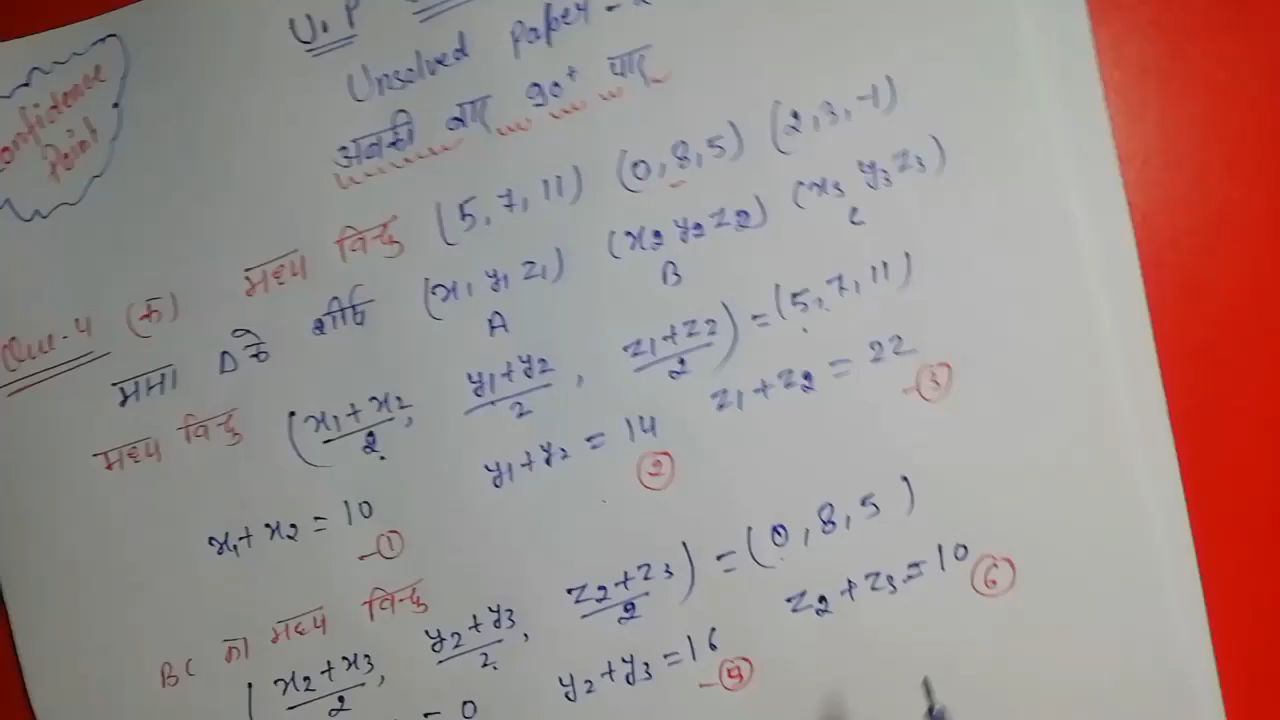 U.P
Unsolved Paper -
Confidence
Point
अबकी बार 90+ पार
Que-4 (क) मध्य बिन्दु (5,7,11) (0,8,5) (2,3,-1)
माना Δ के शीर्ष (x1 y1 z1) (x2 y2 z2) (x3 y3 z3)
A B C
मध्य बिन्दु (x1+x2/2, y1+y2/2, z1+z2/2) = (5,7,11)
x1+x2 = 10 -① y1+y2 = 14 ② z1+z2 = 22 -③
BC का मध्य बिन्दु
(x2+x3/2, y2+y3/2, z2+z3/2) = (0,8,5)
= 0 y2+y3 = 16 -⑤ z2+z3 = 10 ⑥